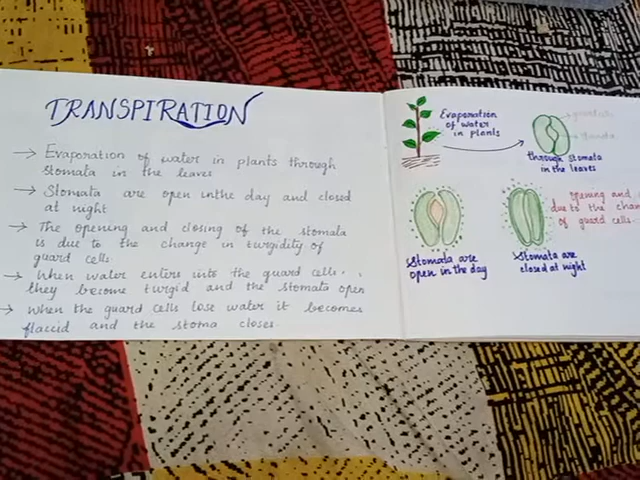 TRANSPIRATION
→ Evaporation of water in plants through
stomata in the leaves
→ Stomata are open inthe day and closed
at night
→ The opening and closing of the stomata
is due to the change in turgidity of
guard cells
→ When water enters into the guard cells,
they become turgid and the stomata open
→ When the guard cells lose water it becomes
flaccid and the stoma closes.
Evaporation
of water
in plants
through stomata
in the leaves
Stomata are
open in the day
Stomata are
closed at night
Opening and
due to the chan
of guard cells